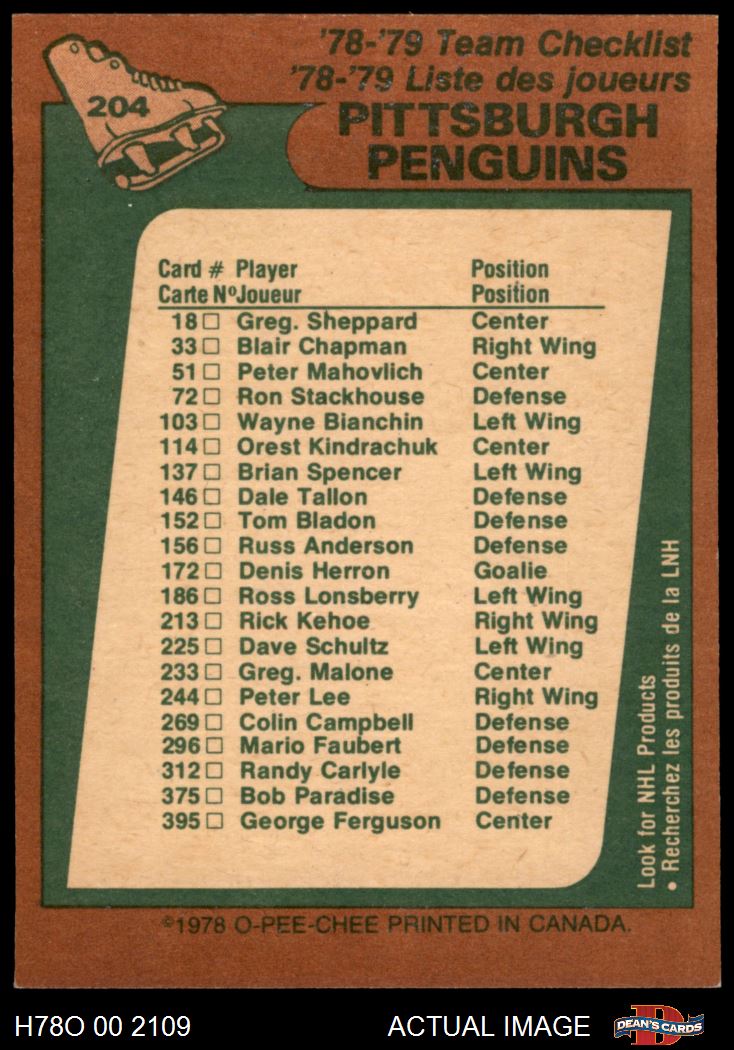 '78-'79 Team Checklist
'78-'79 Liste des joueurs
204
PITTSBURGH
PENGUINS
Card # Player Position
Carte Nº Joueur Position
18 □ Greg. Sheppard Center
33 □ Blair Chapman Right Wing
51 □ Peter Mahovlich Center
72 □ Ron Stackhouse Defense
103 □ Wayne Bianchin Left Wing
114 □ Orest Kindrachuk Center
137 □ Brian Spencer Left Wing
146 □ Dale Tallon Defense
152 □ Tom Bladon Defense
156 □ Russ Anderson Defense
172 □ Denis Herron Goalie
186 □ Ross Lonsberry Left Wing
213 □ Rick Kehoe Right Wing
225 □ Dave Schultz Left Wing
233 □ Greg. Malone Center
244 □ Peter Lee Right Wing
269 □ Colin Campbell Defense
296 □ Mario Faubert Defense
312 □ Randy Carlyle Defense
375 □ Bob Paradise Defense
395 □ George Ferguson Center
Look for NHL Products
• Recherchez les produits de la LNH
©1978 O-PEE-CHEE PRINTED IN CANADA.
H78O 00 2109 ACTUAL IMAGE
D
DEAN'S CARDS